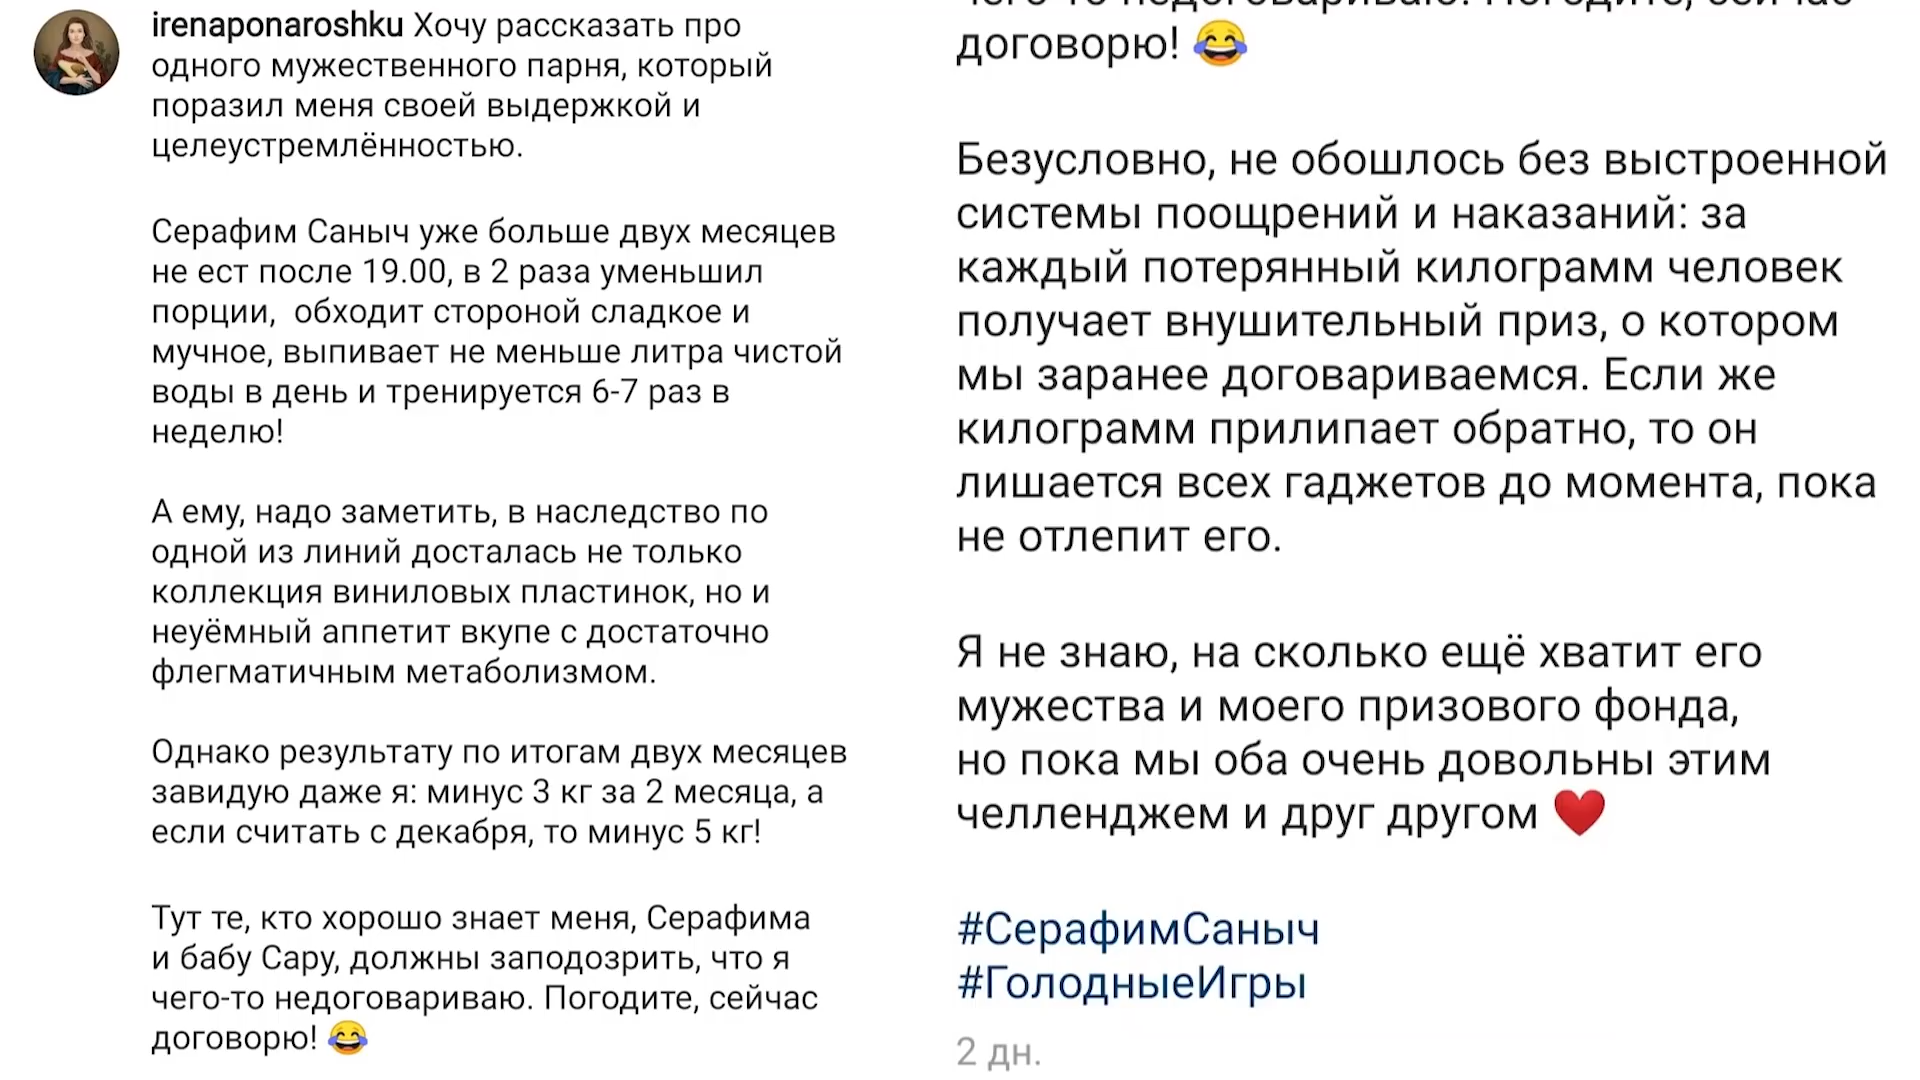 irenaponaroshku Хочу рассказать про
одного мужественного парня, который
поразил меня своей выдержкой и
целеустремлённостью.
Серафим Саныч уже больше двух месяцев
не ест после 19.00, в 2 раза уменьшил
порции,  обходит стороной сладкое и
мучное, выпивает не меньше литра чистой
воды в день и тренируется 6-7 раз в
неделю!
А ему, надо заметить, в наследство по
одной из линий досталась не только
коллекция виниловых пластинок, но и
неуёмный аппетит вкупе с достаточно
флегматичным метаболизмом.
Однако результату по итогам двух месяцев
завидую даже я: минус 3 кг за 2 месяца, а
если считать с декабря, то минус 5 кг!
Тут те, кто хорошо знает меня, Серафима
и бабу Сару, должны заподозрить, что я
чего-то недоговариваю. Погодите, сейчас
договорю! 😂
чего-то недоговариваю. Погодите, сейчас
договорю! 😂
Безусловно, не обошлось без выстроенной
системы поощрений и наказаний: за
каждый потерянный килограмм человек
получает внушительный приз, о котором
мы заранее договариваемся. Если же
килограмм прилипает обратно, то он
лишается всех гаджетов до момента, пока
не отлепит его.
Я не знаю, на сколько ещё хватит его
мужества и моего призового фонда,
но пока мы оба очень довольны этим
челленджем и друг другом ❤️
#СерафимСаныч
#ГолодныеИгры
2 дн.